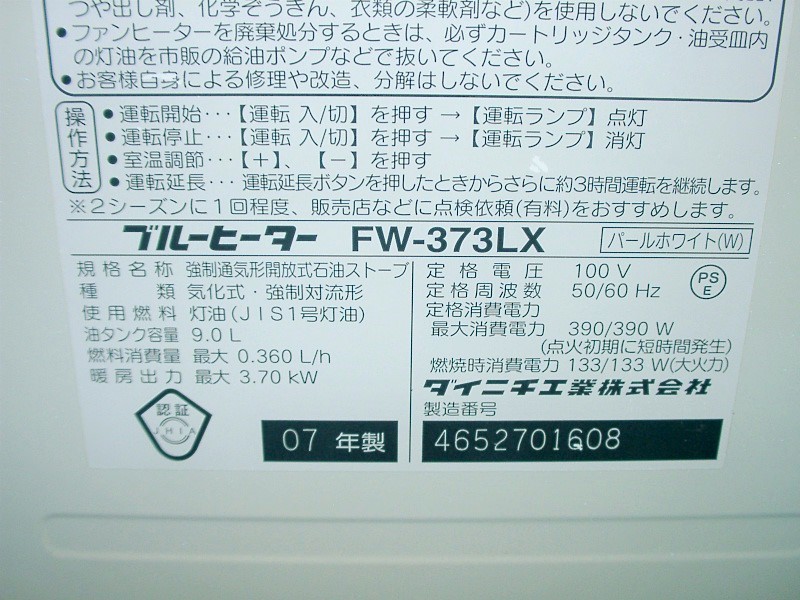 つや出し剤、化学ぞうきん、衣類の柔軟剤など)を使用しないでください。
●ファンヒーターを廃棄処分するときは、必ずカートリッジタンク・油受皿内
の灯油を市販の給油ポンプなどで抜いてください。
●お客様自身による修理や改造、分解はしないでください。
操作方法
●運転開始‥‥【運転 入/切】を押す → 【運転ランプ】点灯
●運転停止‥‥【運転 入/切】を押す → 【運転ランプ】消灯
●室温調節‥‥【+】、【-】を押す
●運転延長‥‥運転延長ボタンを押したときからさらに約3時間運転を継続します。
※2シーズンに1回程度、販売店などに点検依頼(有料)をおすすめします。
ブルーヒーター FW-373LX パールホワイト(W)
規格名称 強制通気形開放式石油ストーブ
種類 気化式・強制対流形
使用燃料 灯油(JIS1号灯油)
油タンク容量 9.0 L
燃料消費量 最大 0.360 L/h
暖房出力 最大 3.70 kW
認証
JHIA
07 年製
定格電圧 100 V
定格周波数 50/60 Hz
PS
E
定格消費電力
最大消費電力 390/390 W
(点火初期に短時間発生)
燃焼時消費電力 133/133 W(大火力)
ダイニチ工業株式会社
製造番号
4652701608